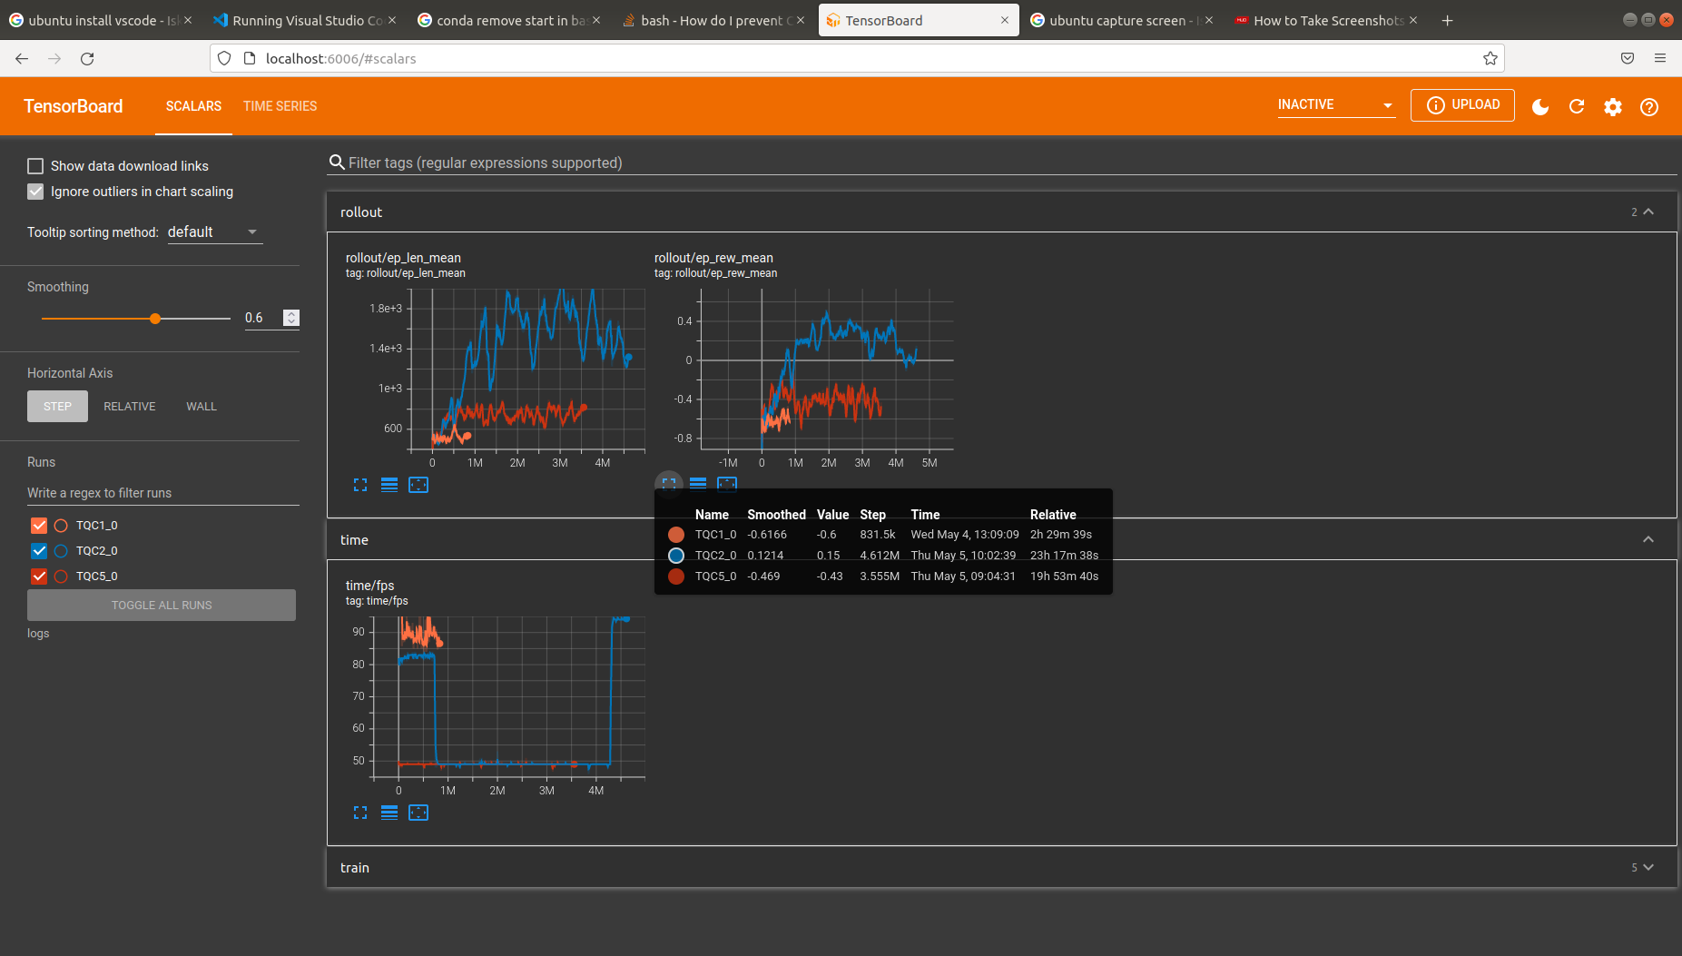 ubuntu install vscode - Is
Running Visual Studio Co
conda remove start in ba
bash - How do I prevent C
TensorBoard
ubuntu capture screen - I
How to Take Screenshots
localhost:6006/#scalars
TensorBoard
SCALARS
TIME SERIES
INACTIVE
UPLOAD
Show data download links
Ignore outliers in chart scaling
Tooltip sorting method: default
Smoothing
0.6
Horizontal Axis
STEP RELATIVE WALL
Runs
Write a regex to filter runs
TQC1_0
TQC2_0
TQC5_0
TOGGLE ALL RUNS
logs
Filter tags (regular expressions supported)
rollout
2
rollout/ep_len_mean
tag: rollout/ep_len_mean
1.8e+3
1.4e+3
1e+3
600
0 1M 2M 3M 4M
rollout/ep_rew_mean
tag: rollout/ep_rew_mean
0.4
0
-0.4
-0.8
-1M 0 1M 2M 3M 4M 5M
Name Smoothed Value Step Time Relative
TQC1_0 -0.6166 -0.6 831.5k Wed May 4, 13:09:09 2h 29m 39s
TQC2_0 0.1214 0.15 4.612M Thu May 5, 10:02:39 23h 17m 38s
TQC5_0 -0.469 -0.43 3.555M Thu May 5, 09:04:31 19h 53m 40s
time
time/fps
tag: time/fps
90
80
70
60
50
0 1M 2M 3M 4M
train
5